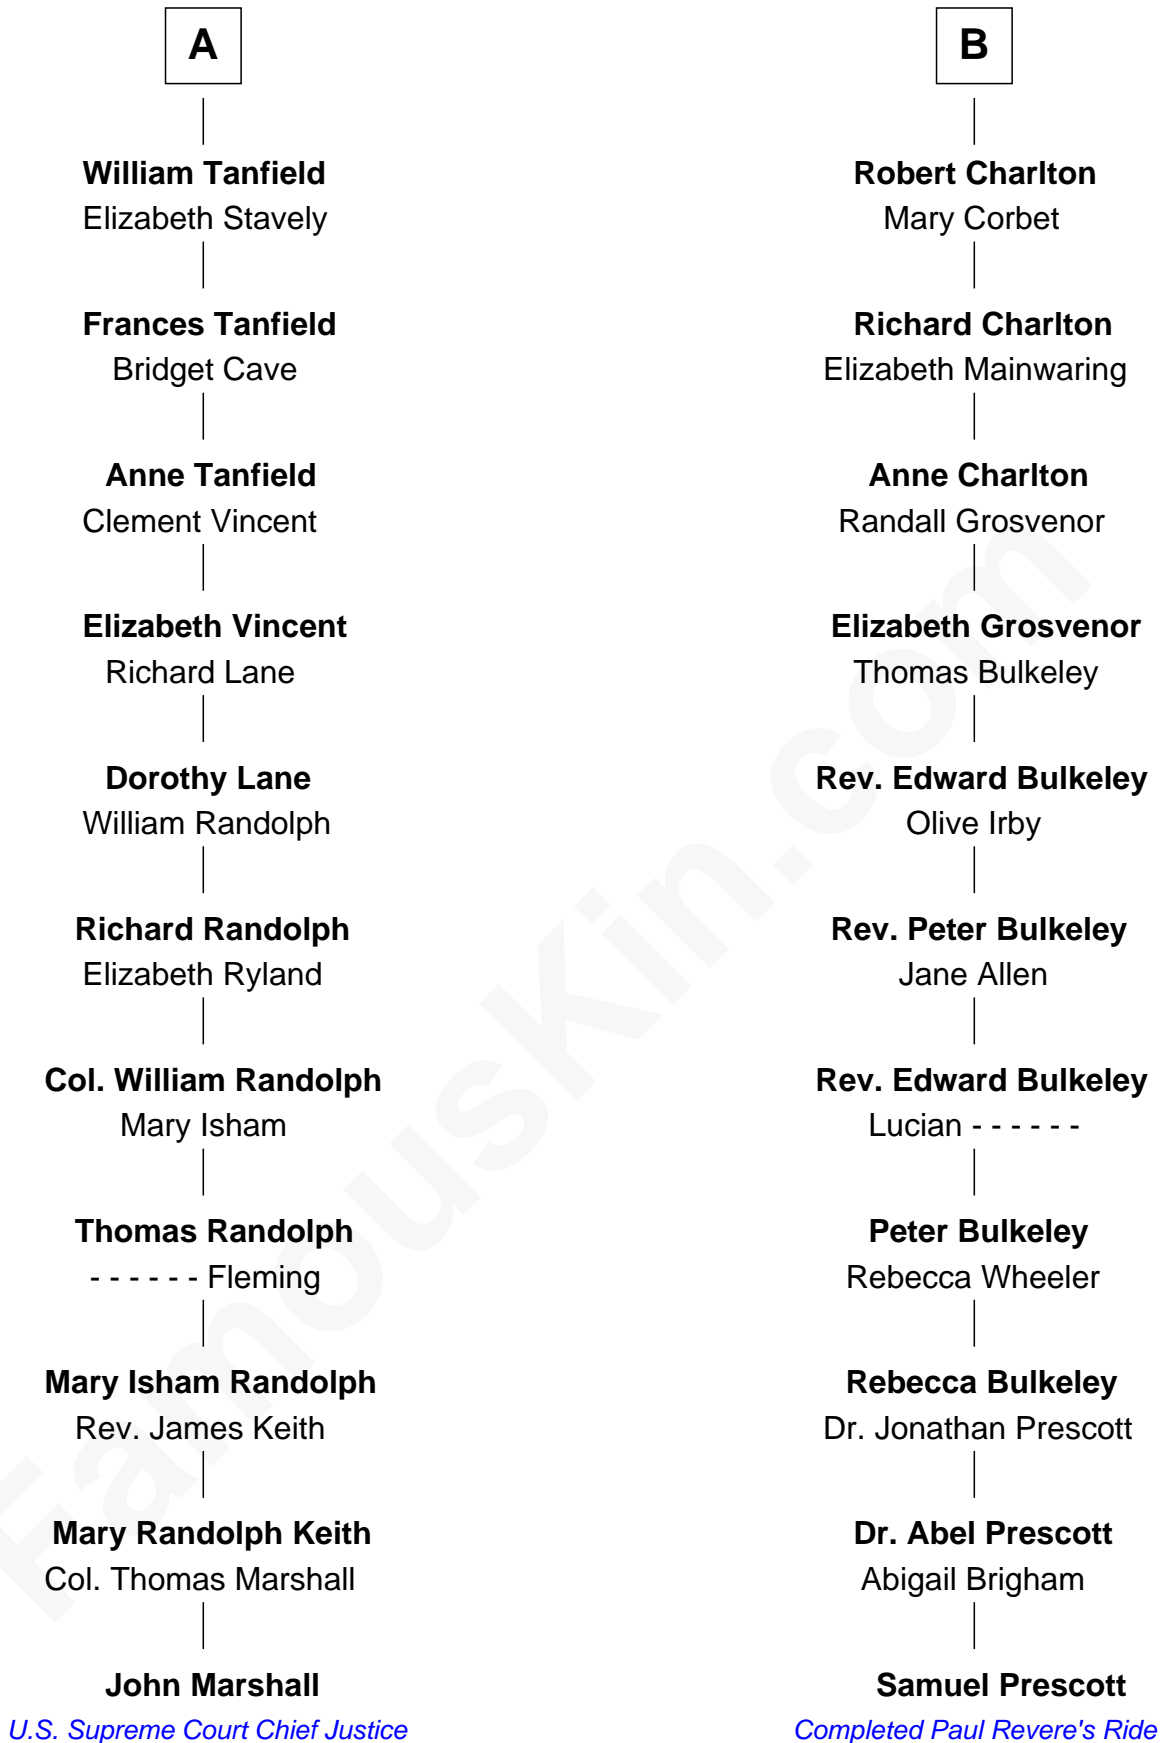 A
William Tanfield
Elizabeth Stavely
Frances Tanfield
Bridget Cave
Anne Tanfield
Clement Vincent
Elizabeth Vincent
Richard Lane
Dorothy Lane
William Randolph
Richard Randolph
Elizabeth Ryland
Col. William Randolph
Mary Isham
Thomas Randolph
- - - - - - Fleming
Mary Isham Randolph
Rev. James Keith
Mary Randolph Keith
Col. Thomas Marshall
John Marshall
U.S. Supreme Court Chief Justice
B
Robert Charlton
Mary Corbet
Richard Charlton
Elizabeth Mainwaring
Anne Charlton
Randall Grosvenor
Elizabeth Grosvenor
Thomas Bulkeley
Rev. Edward Bulkeley
Olive Irby
Rev. Peter Bulkeley
Jane Allen
Rev. Edward Bulkeley
Lucian - - - - - -
Peter Bulkeley
Rebecca Wheeler
Rebecca Bulkeley
Dr. Jonathan Prescott
Dr. Abel Prescott
Abigail Brigham
Samuel Prescott
Completed Paul Revere's Ride
FamousKin.com